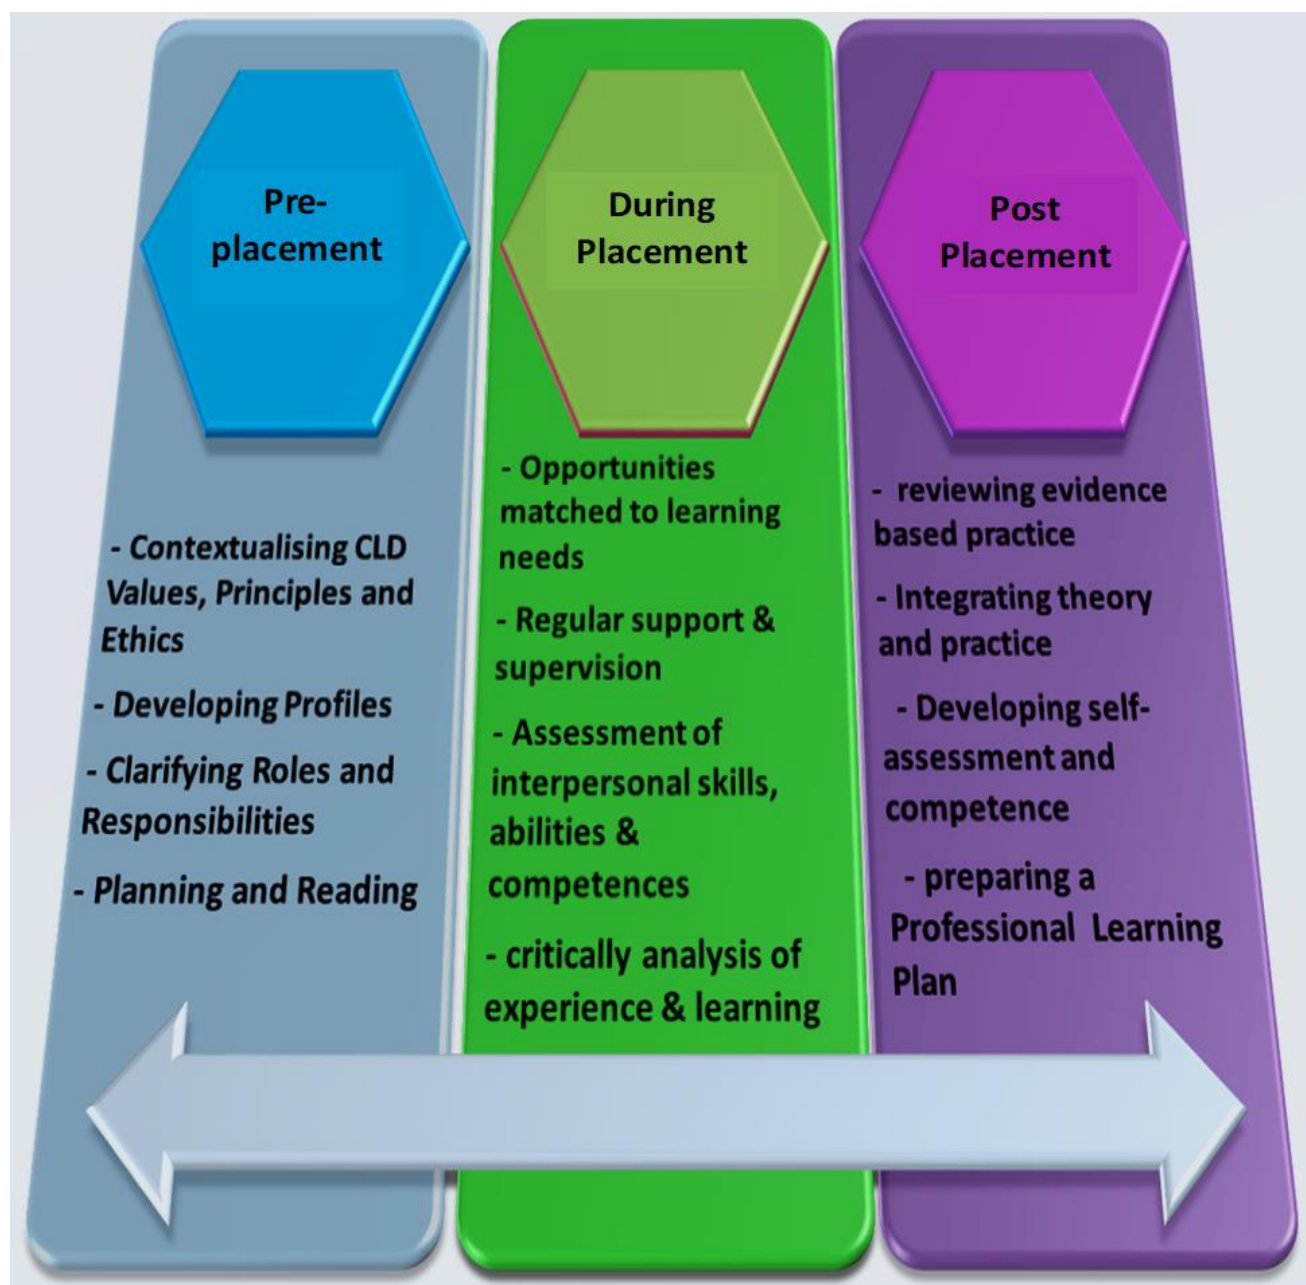 Pre-
placement
- Contextualising CLD
Values, Principles and
Ethics
- Developing Profiles
- Clarifying Roles and
Responsibilities
- Planning and Reading
During
Placement
- Opportunities
matched to learning
needs
- Regular support &
supervision
- Assessment of
interpersonal skills,
abilities &
competences
- critically analysis of
experience & learning
Post
Placement
- reviewing evidence
based practice
- Integrating theory
and practice
- Developing self-
assessment and
competence
- preparing a
Professional Learning
Plan